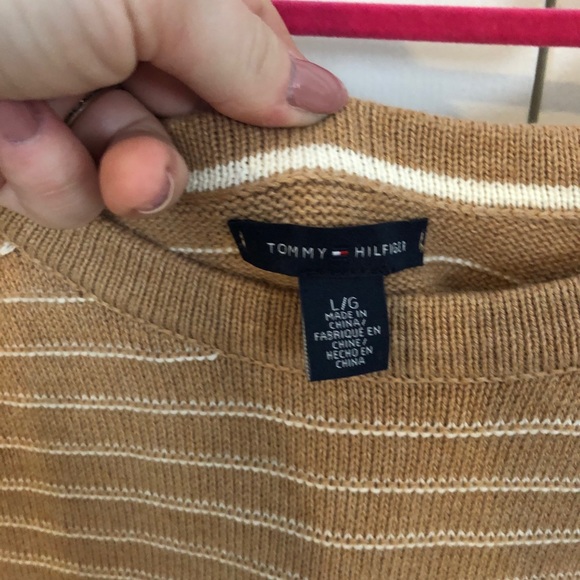 TOMMY HILFIGER
L/G
MADE IN
CHINA/
FABRIQUÉ EN
CHINE/
HECHO EN
CHINA